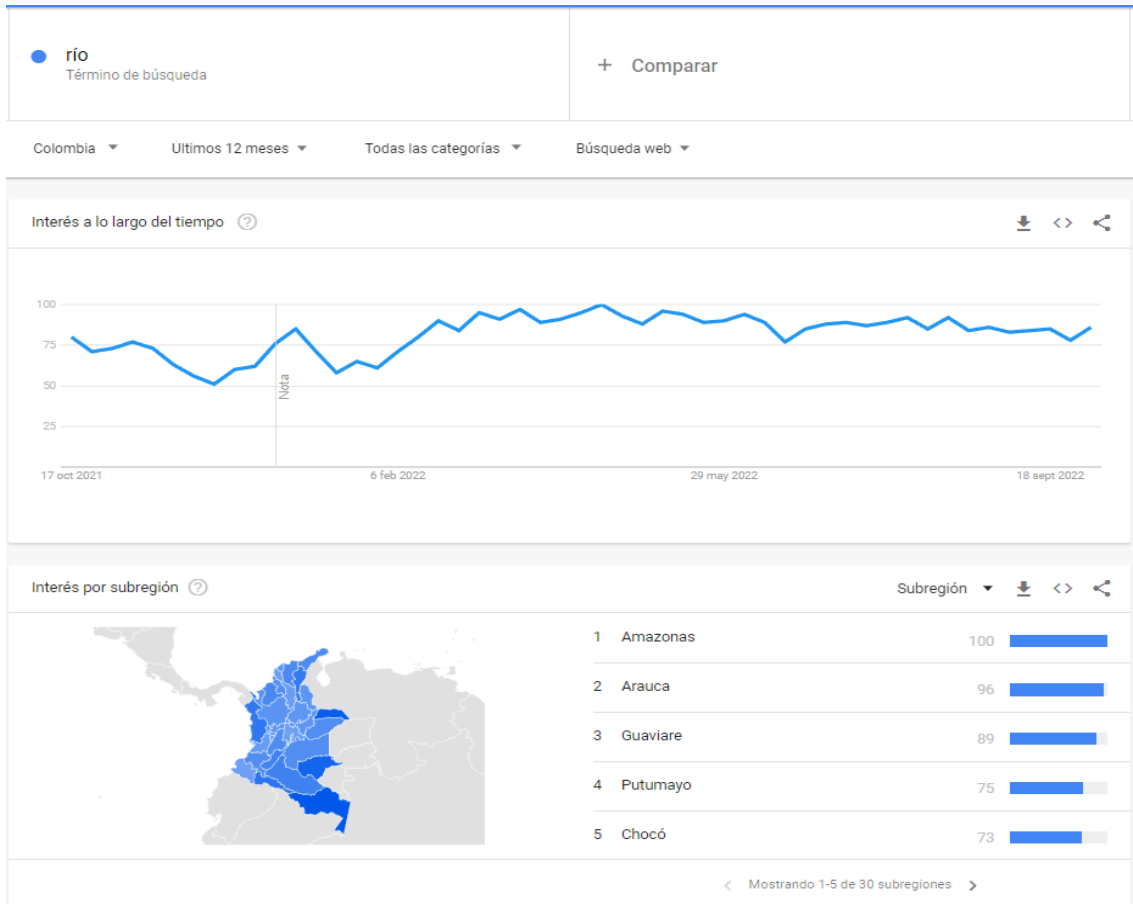 río
Término de búsqueda
+ Comparar
Colombia
Ultimos 12 meses
Todas las categorías
Búsqueda web
Interés a lo largo del tiempo
100
75
50
25
Nota
17 oct 2021
6 feb 2022
29 may 2022
18 sept 2022
Interés por subregión
Subregión
1 Amazonas 100
2 Arauca 96
3 Guaviare 89
4 Putumayo 75
5 Chocó 73
Mostrando 1-5 de 30 subregiones